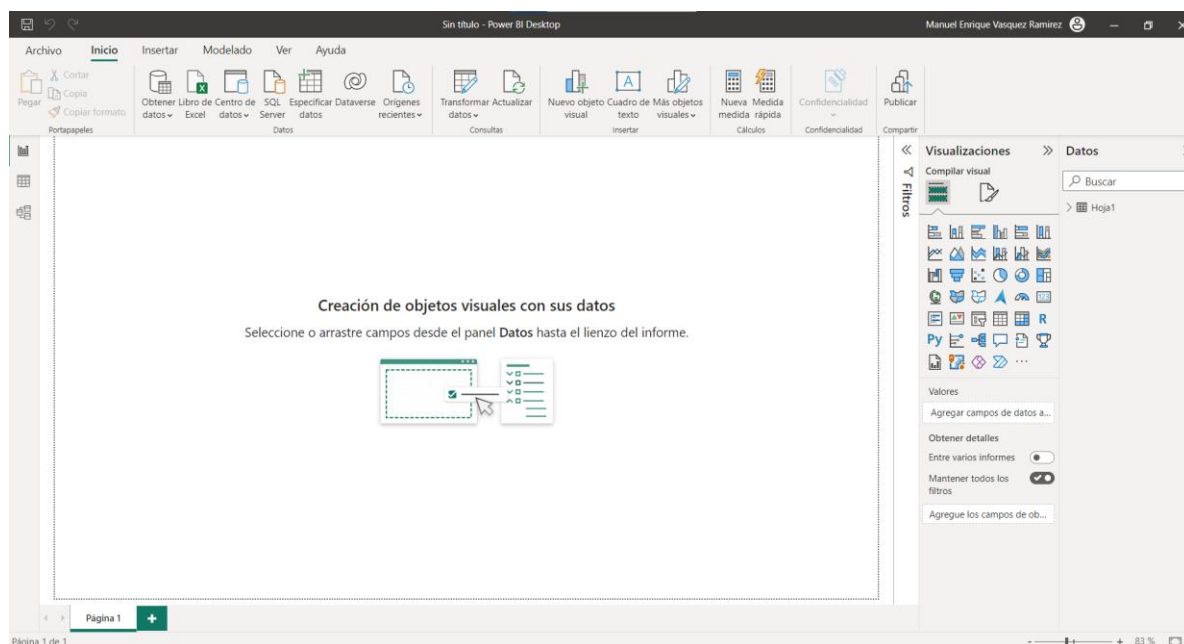 Sin título - Power BI Desktop
Manuel Enrique Vasquez Ramirez
Archivo Inicio Insertar Modelado Ver Ayuda
Pegar
Cortar
Copia
Copiar formato
Portapapeles
Obtener datos
Libro de Excel
Centro de datos
SQL Server
Especificar datos
Dataverse
Orígenes recientes
Datos
Transformar datos
Actualizar
Consultas
Nuevo objeto visual
Cuadro de texto
Más objetos visuales
Insertar
Nueva medida
Medida rápida
Cálculos
Confidencialidad
Confidencialidad
Publicar
Compartir
Creación de objetos visuales con sus datos
Seleccione o arrastre campos desde el panel Datos hasta el lienzo del informe.
Filtros
Visualizaciones
Compilar visual
R
Py
123
Valores
Agregar campos de datos a...
Obtener detalles
Entre varios informes
Mantener todos los
filtros
Agregue los campos de ob...
Datos
Buscar
Hoja1
Página 1
Página 1 de 1
83 %